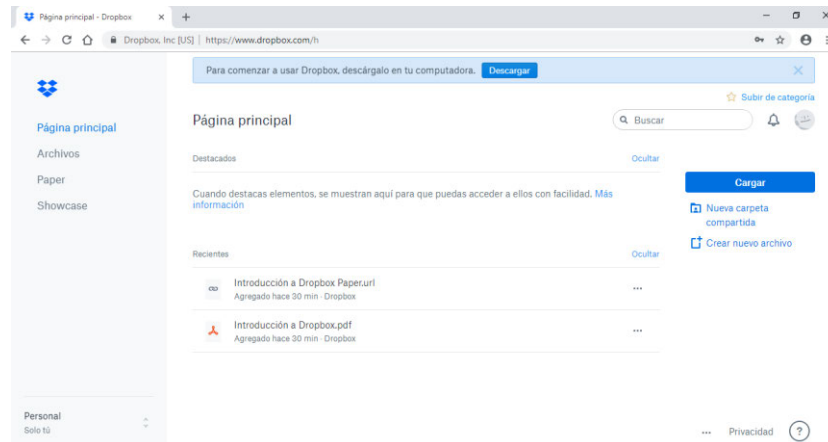 Página principal - Dropbox
Dropbox, Inc [US] | https://www.dropbox.com/h
Para comenzar a usar Dropbox, descárgalo en tu computadora. Descargar
Subir de categoría
Página principal
Archivos
Paper
Showcase
Página principal
Buscar
Destacados Ocultar
Cuando destacas elementos, se muestran aquí para que puedas acceder a ellos con facilidad. Más
información
Recientes Ocultar
Introducción a Dropbox Paper.url
Agregado hace 30 min · Dropbox
Introducción a Dropbox.pdf
Agregado hace 30 min · Dropbox
Cargar
Nueva carpeta
compartida
Crear nuevo archivo
Personal
Solo tú
Privacidad
?